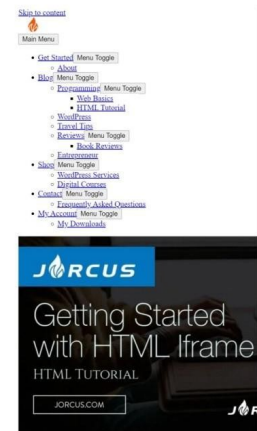 Skip to content
Main Menu
Get Started Menu Toggle
About
Blog Menu Toggle
Programming Menu Toggle
Web Basics
HTML Tutorial
WordPress
Travel Tips
Reviews Menu Toggle
Book Reviews
Entrepreneur
Shop Menu Toggle
WordPress Services
Digital Courses
Contact Menu Toggle
Frequently Asked Questions
My Account Menu Toggle
My Downloads
JORCUS
Getting Started
with HTML Iframe
HTML TUTORIAL
JORCUS.COM